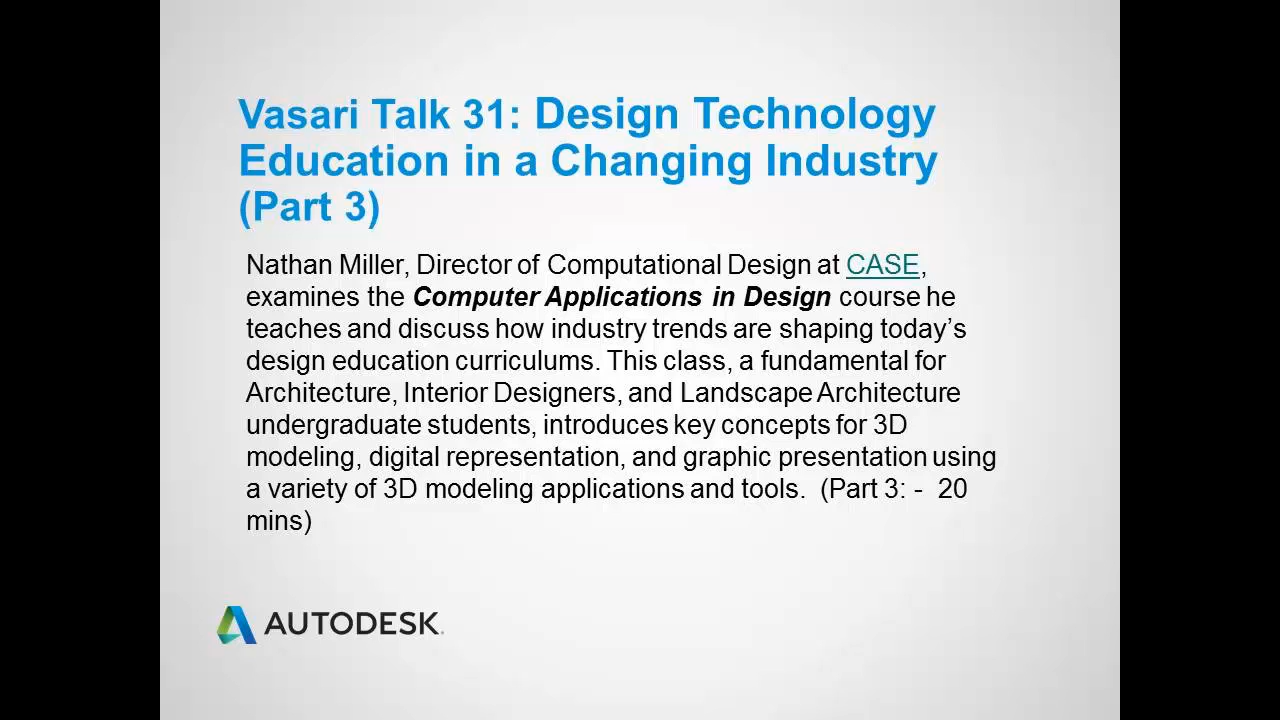 Vasari Talk 31: Design Technology
Education in a Changing Industry
(Part 3)
Nathan Miller, Director of Computational Design at CASE,
examines the Computer Applications in Design course he
teaches and discuss how industry trends are shaping today’s
design education curriculums. This class, a fundamental for
Architecture, Interior Designers, and Landscape Architecture
undergraduate students, introduces key concepts for 3D
modeling, digital representation, and graphic presentation using
a variety of 3D modeling applications and tools.  (Part 3: -  20
mins)
AUTODESK